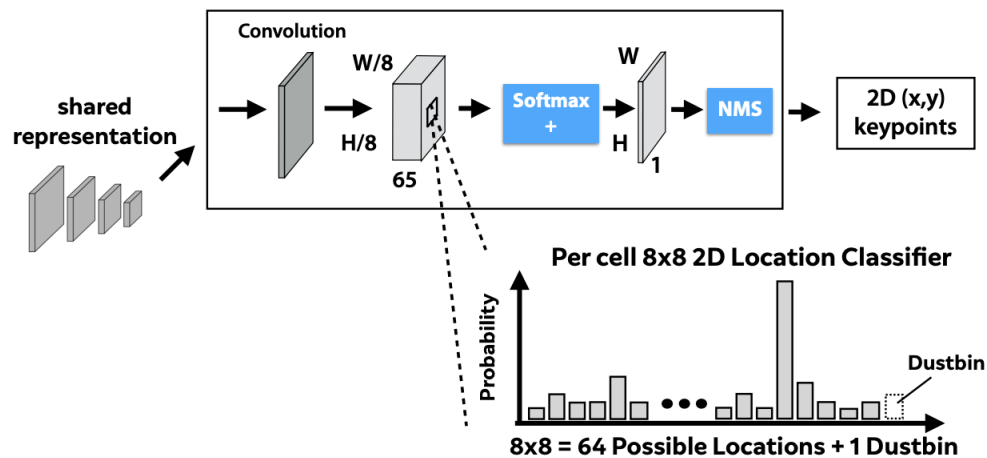 Convolution
shared
representation
W/8
H/8
65
Softmax
+
W
H
1
NMS
2D (x,y)
keypoints
Per cell 8x8 2D Location Classifier
Probability
Dustbin
8x8 = 64 Possible Locations + 1 Dustbin